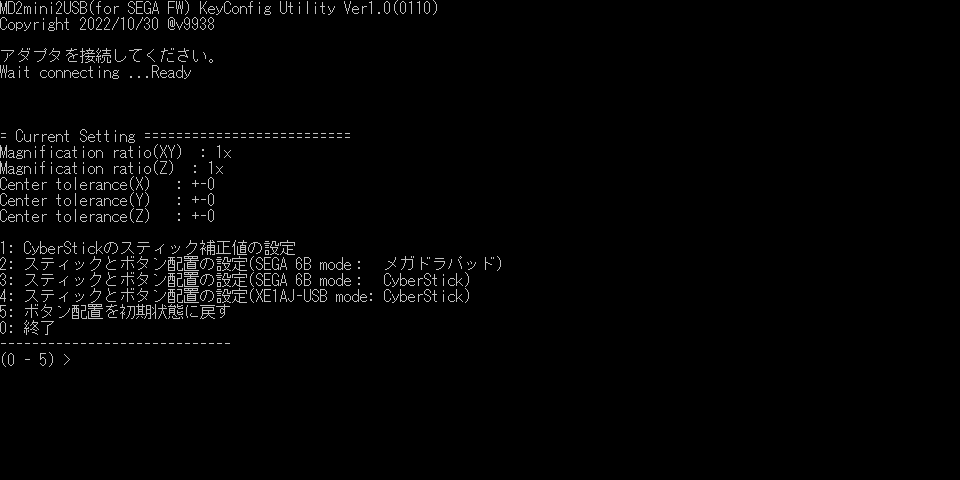 MD2mini2USB(for SEGA FW) KeyConfig Utility Ver1.0(0110)
Copyright 2022/10/30 @v9938
アダプタを接続してください。
Wait connecting ...Ready
= Current Setting ==========================
Magnification ratio(XY)  : 1x
Magnification ratio(Z)  : 1x
Center tolerance(X)   : +-0
Center tolerance(Y)   : +-0
Center tolerance(Z)   : +-0
1: CyberStickのスティック補正値の設定
2: スティックとボタン配置の設定(SEGA 6B mode：  メガドラパッド)
3: スティックとボタン配置の設定(SEGA 6B mode：  CyberStick)
4: スティックとボタン配置の設定(XE1AJ-USB mode: CyberStick)
5: ボタン配置を初期状態に戻す
0: 終了
-----------------------------
(0 - 5) >